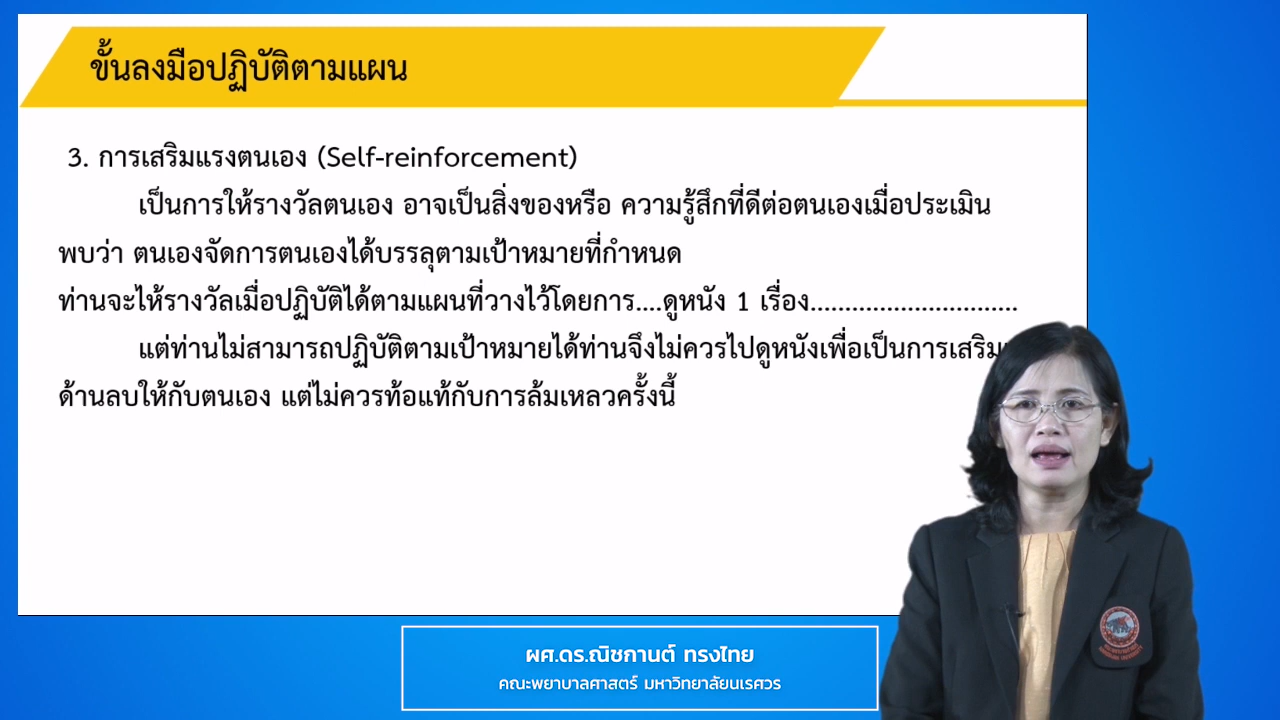 ขั้นลงมือปฏิบัติตามแผน
3. การเสริมแรงตนเอง (Self-reinforcement)
เป็นการให้รางวัลตนเอง อาจเป็นสิ่งของหรือ ความรู้สึกที่ดีต่อตนเองเมื่อประเมิน
พบว่า ตนเองจัดการตนเองได้บรรลุตามเป้าหมายที่กำหนด
ท่านจะให้รางวัลเมื่อปฏิบัติได้ตามแผนที่วางไว้โดยการ....ดูหนัง 1 เรื่อง..............................
แต่ท่านไม่สามารถปฏิบัติตามเป้าหมายได้ท่านจึงไม่ควรไปดูหนังเพื่อเป็นการเสริม
ด้านลบให้กับตนเอง แต่ไม่ควรท้อแท้กับการล้มเหลวครั้งนี้
ผศ.ดร.ณิชกานต์ ทรงไทย
คณะพยาบาลศาสตร์ มหาวิทยาลัยนเรศวร